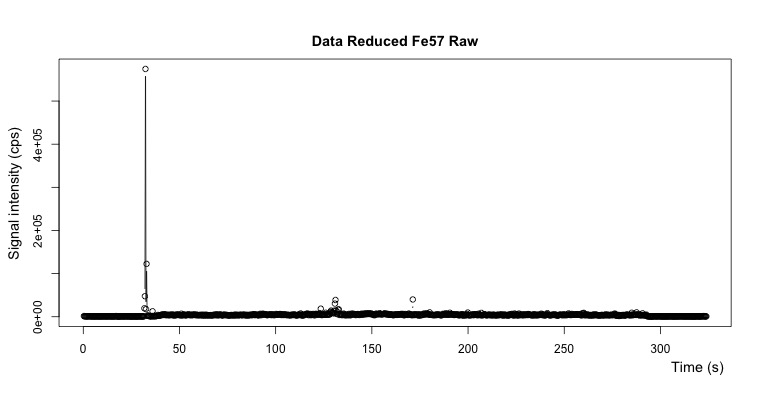 Data Reduced Fe57 Raw
Signal intensity (cps)
4e+05
2e+05
0e+00
0 50 100 150 200 250 300
Time (s)